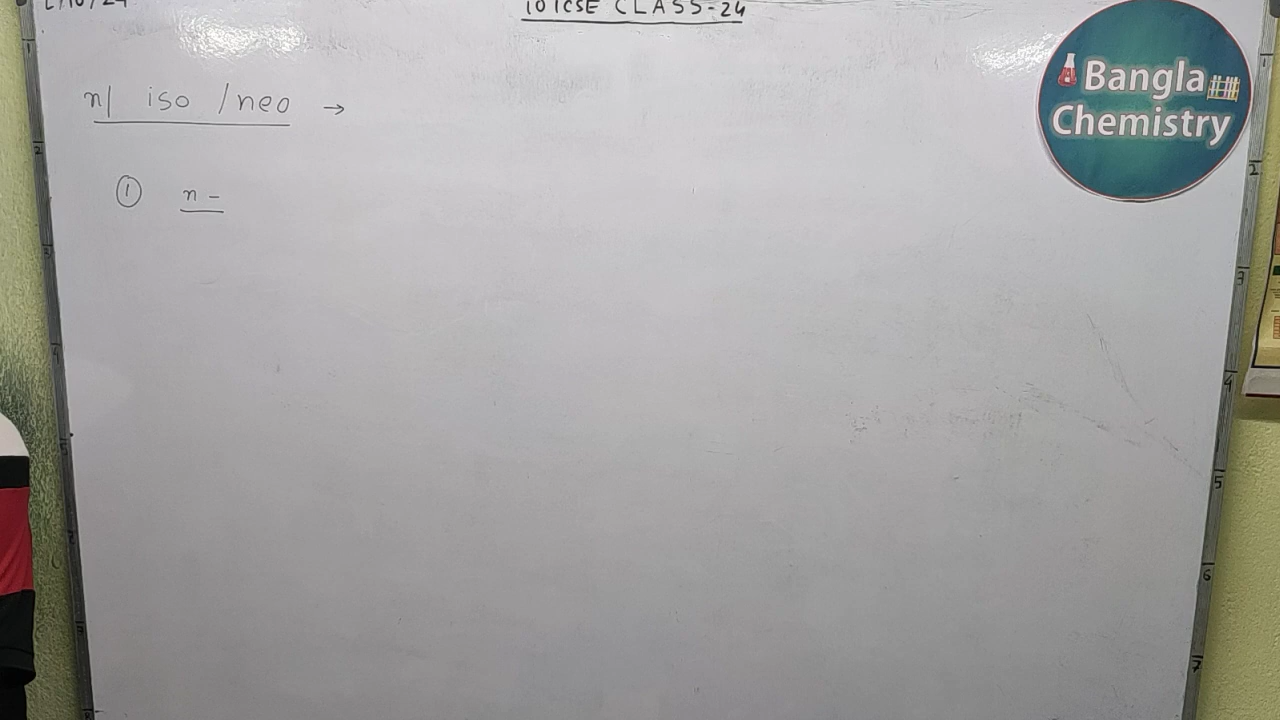 10 ICSE CLASS-24
n/ iso /neo →
① n -
Bangla
Chemistry